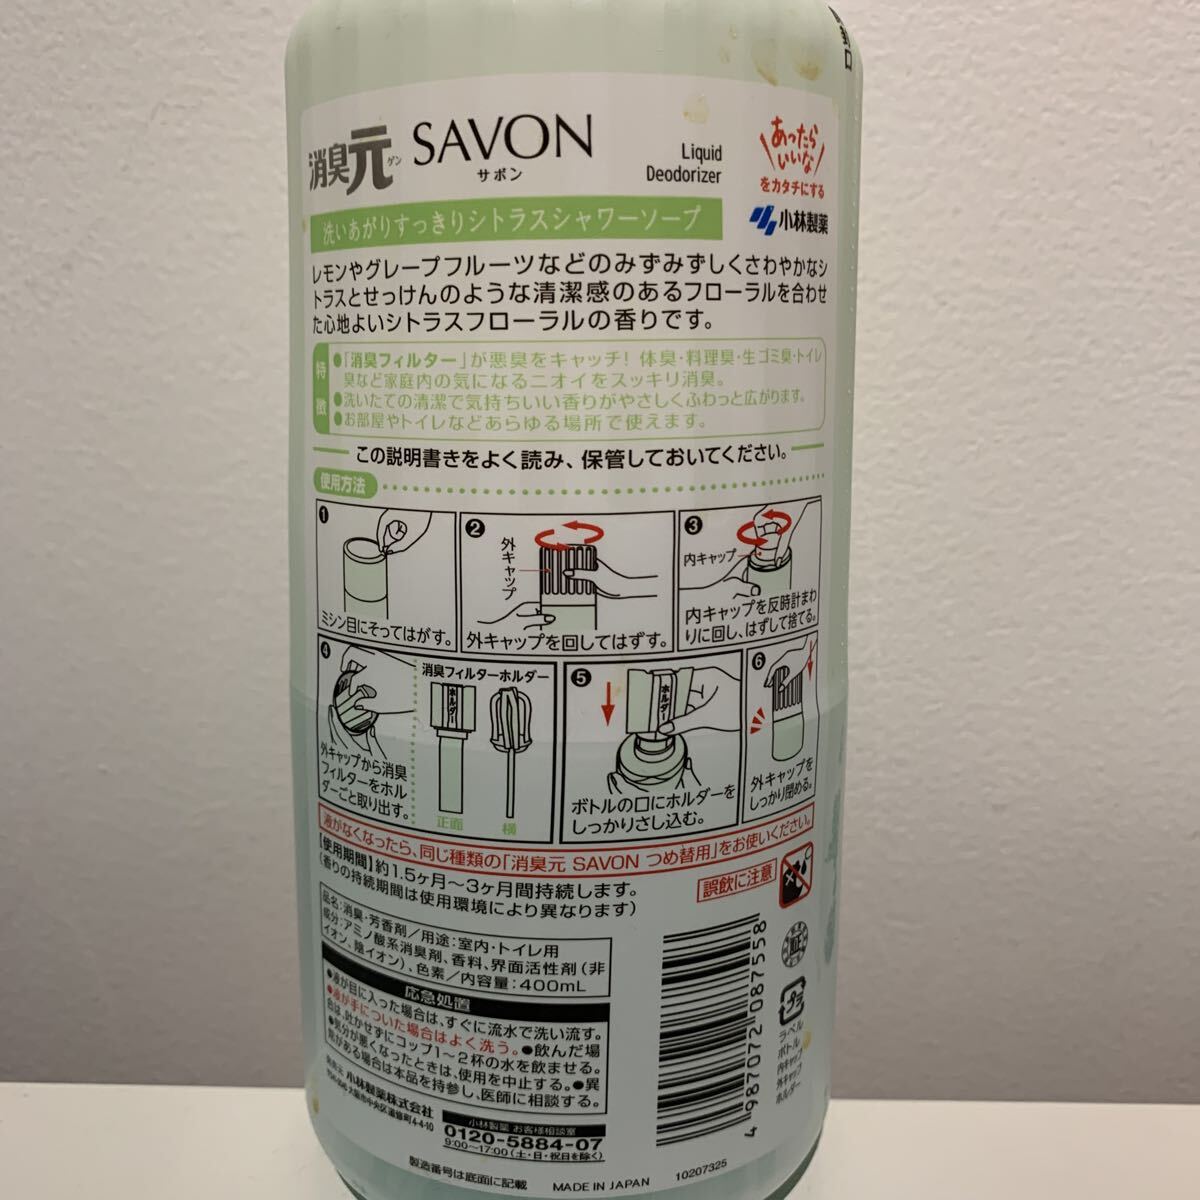 消臭元
ゲン
SAVON
サボン
Liquid
Deodorizer
あったら
いいな
をカタチにする
小林製薬
洗いあがりすっきりシトラスシャワーソープ
レモンやグレープフルーツなどのみずみずしくさわやかなシ
トラスとせっけんのような清潔感のあるフローラルを合わせ
た心地よいシトラスフローラルの香りです。
特徴
●「消臭フィルター」が悪臭をキャッチ! 体臭・料理臭・生ゴミ臭・トイレ
臭など家庭内の気になるニオイをスッキリ消臭。
●洗いたての清潔で気持ちいい香りがやさしくふわっと広がります。
●お部屋やトイレなどあらゆる場所で使えます。
この説明書きをよく読み、保管しておいてください。
使用方法
❶
ミシン目にそってはがす。
❷
外キャップ
外キャップを回してはずす。
❸
内キャップ
内キャップを反時計まわ
りに回し、はずして捨てる。
❹
外キャップから消臭
フィルターをホル
ダーごと取り出す。
消臭フィルターホルダー
ホルダー
正面
横
❺
ホルダー
ボトルの口にホルダーを
しっかりさし込む。
❻
外キャップを
しっかり閉める。
液がなくなったら、同じ種類の「消臭元 SAVON つめ替用」をお使いください。
【使用期間】約1.5ヶ月〜3ヶ月間持続します。
(香りの持続期間は使用環境により異なります)
誤飲に注意
品名:消臭・芳香剤/用途:室内・トイレ用
成分:アミノ酸系消臭剤、香料、界面活性剤(非
イオン、陰イオン)、色素/内容量:400mL
応急処置
●液が目に入った場合は、すぐに流水で洗い流す。
●液が手についた場合はよく洗う。●飲んだ場
合は、吐かせずにコップ1〜2杯の水を飲ませる。
●気分が悪くなったときは、使用を中止する。●異
常がある場合は本品を持参し、医師に相談する。
発売元 小林製薬株式会社
大阪市中央区道修町4-4-10
小林製薬 お客様相談室
0120-5884-07
9:00〜17:00(土・日・祝日を除く)
製造番号は底面に記載
MADE IN JAPAN
10207325
4 987072 087558
プラ
ラベル
ボトル
内キャップ
外キャップ
ホルダー